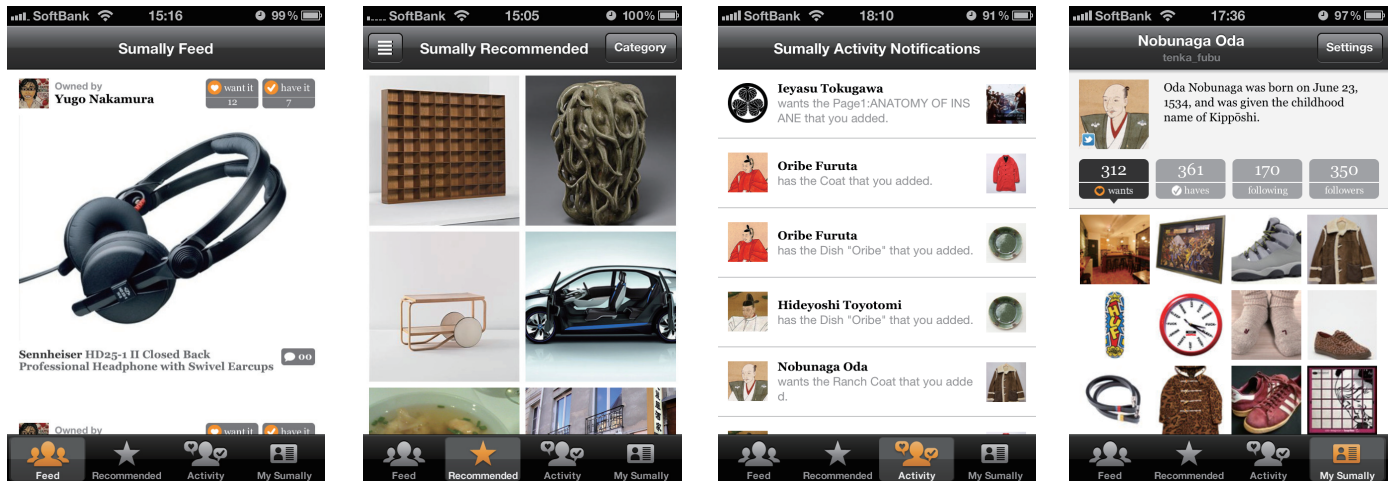 SoftBank 15:16 99%
Sumally Feed
Owned by
Yugo Nakamura
want it
12
have it
7
Sennheiser HD25-1 II Closed Back
Professional Headphone with Swivel Earcups
00
Owned by
want it
have it
Feed
Recommended
Activity
My Sumally
SoftBank 15:05 100%
Sumally Recommended
Category
Feed
Recommended
Activity
My Sumally
SoftBank 18:10 91%
Sumally Activity Notifications
Ieyasu Tokugawa
wants the Page1:ANATOMY OF INS
ANE that you added.
Oribe Furuta
has the Coat that you added.
Oribe Furuta
has the Dish "Oribe" that you added.
Hideyoshi Toyotomi
has the Dish "Oribe" that you added.
Nobunaga Oda
wants the Ranch Coat that you adde
d.
Feed
Recommended
Activity
My Sumally
SoftBank 17:36 97%
Nobunaga Oda
tenka_fubu
Settings
Oda Nobunaga was born on June 23,
1534, and was given the childhood
name of Kippōshi.
312
wants
361
haves
170
following
350
followers
HUF
Feed
Recommended
Activity
My Sumally